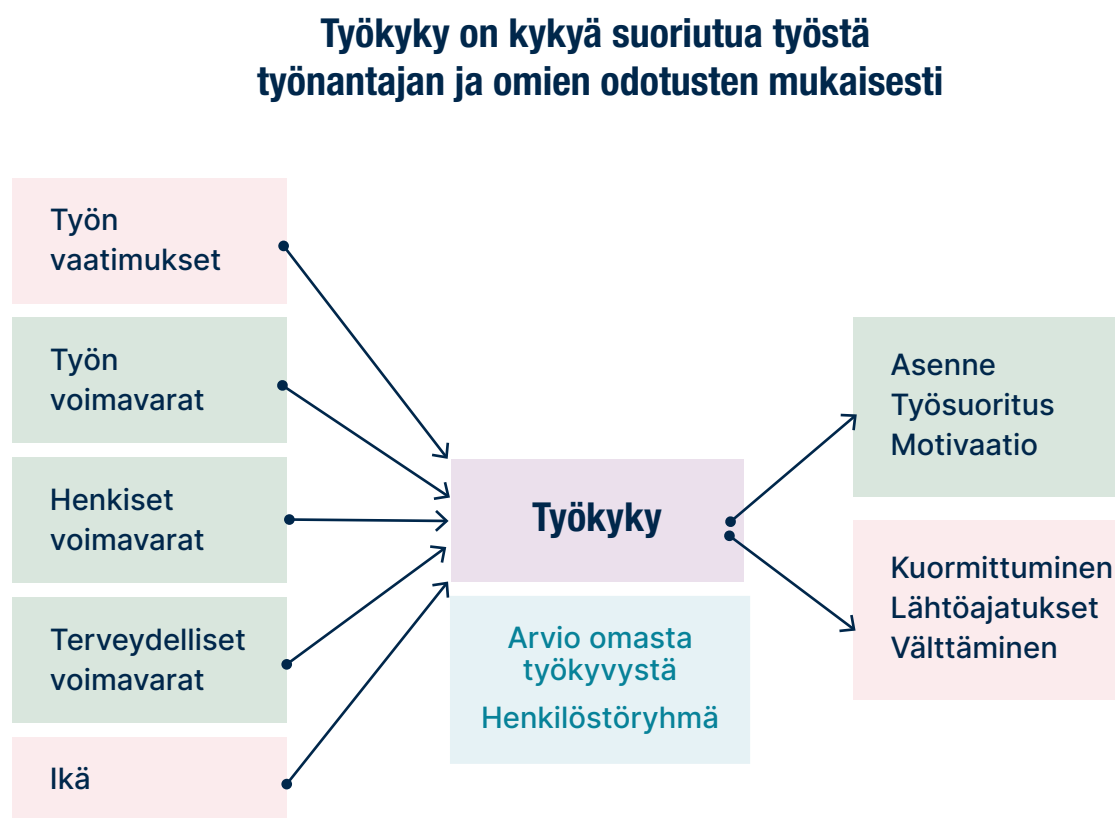 Työkyky on kykyä suoriutua työstä
työnantajan ja omien odotusten mukaisesti
Työn
vaatimukset
Työn
voimavarat
Henkiset
voimavarat
Terveydelliset
voimavarat
Ikä
Työkyky
Arvio omasta
työkyvystä
Henkilöstöryhmä
Asenne
Työsuoritus
Motivaatio
Kuormittuminen
Lähtöajatukset
Välttäminen